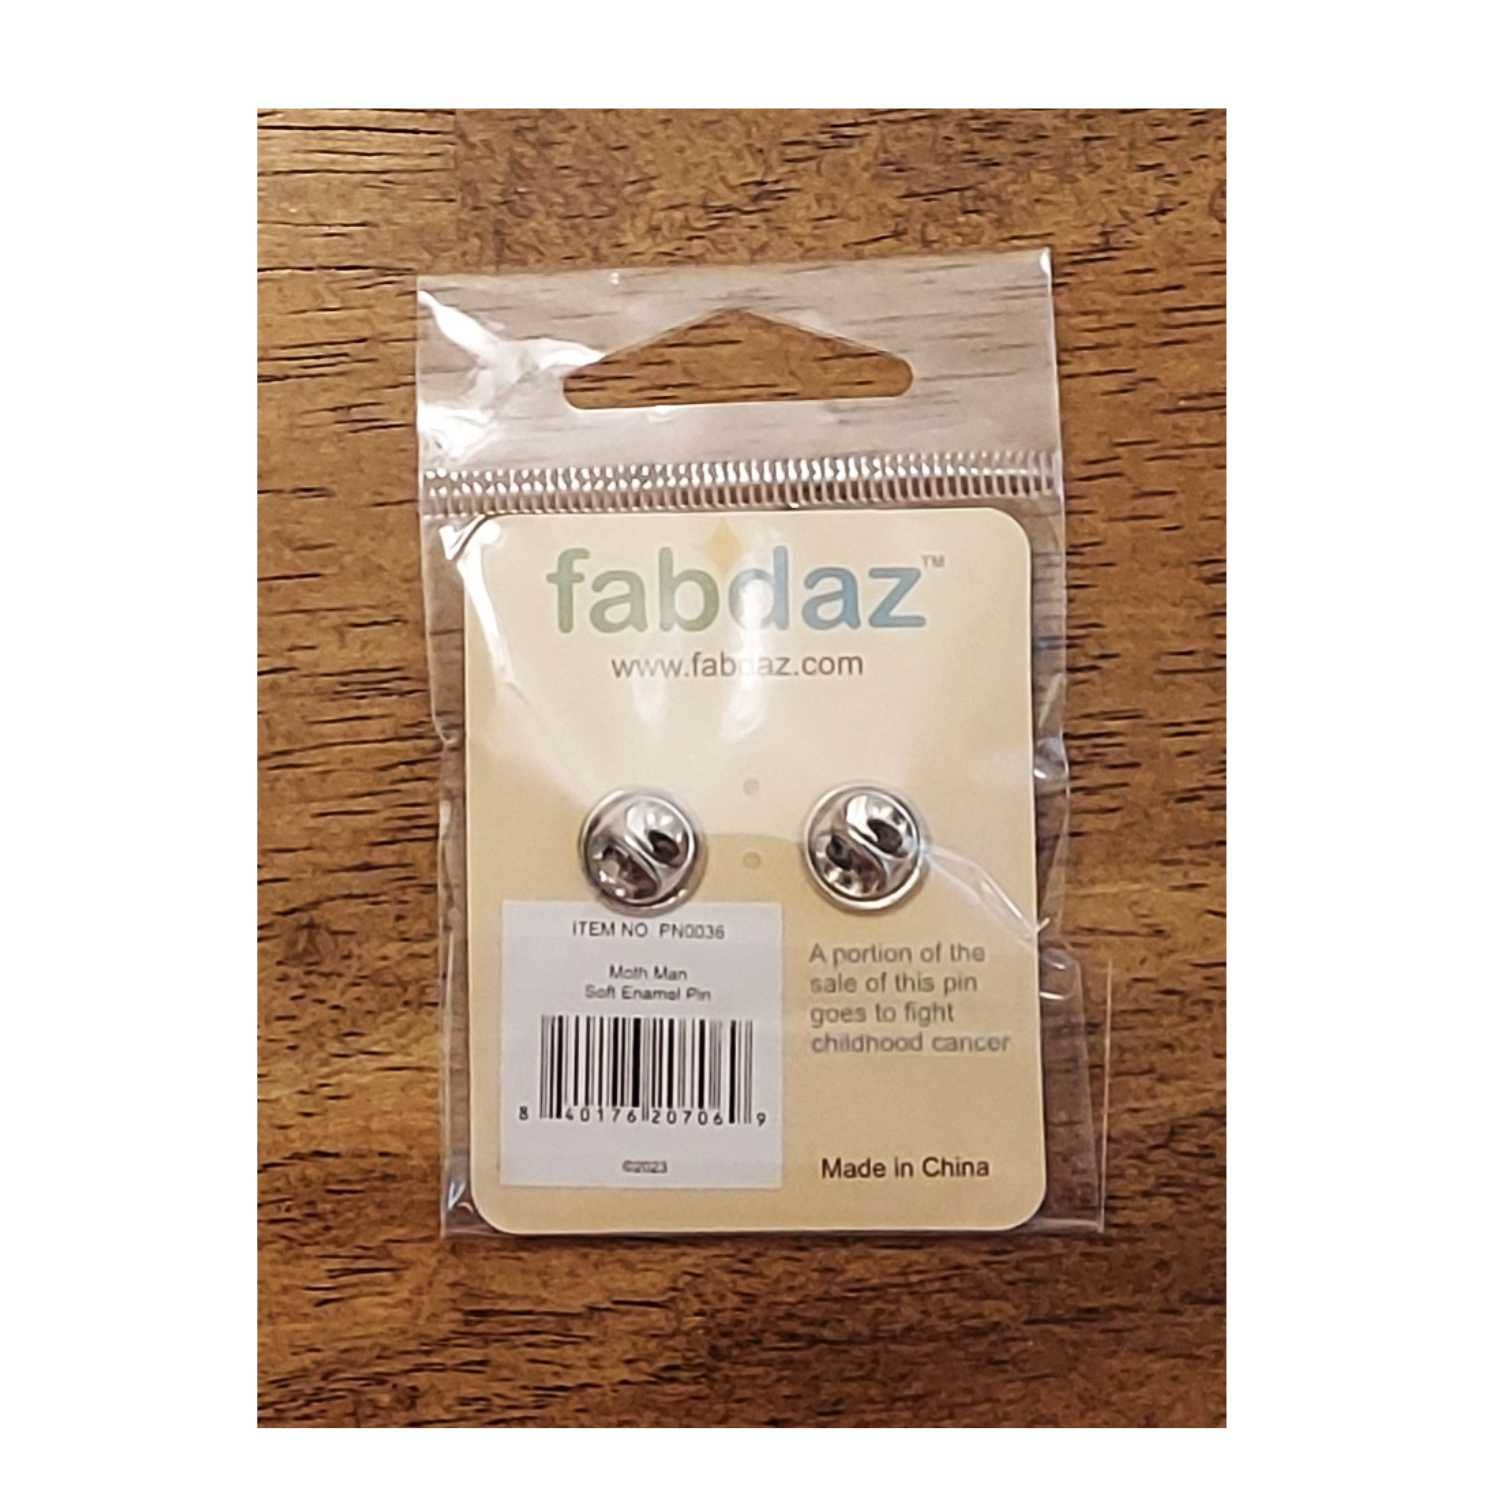 fabdaz™
www.fabdaz.com
ITEM NO. PN0036
Moth Man
Soft Enamel Pin
8 40176 20706 9
©2023
A portion of the
sale of this pin
goes to fight
childhood cancer
Made in China